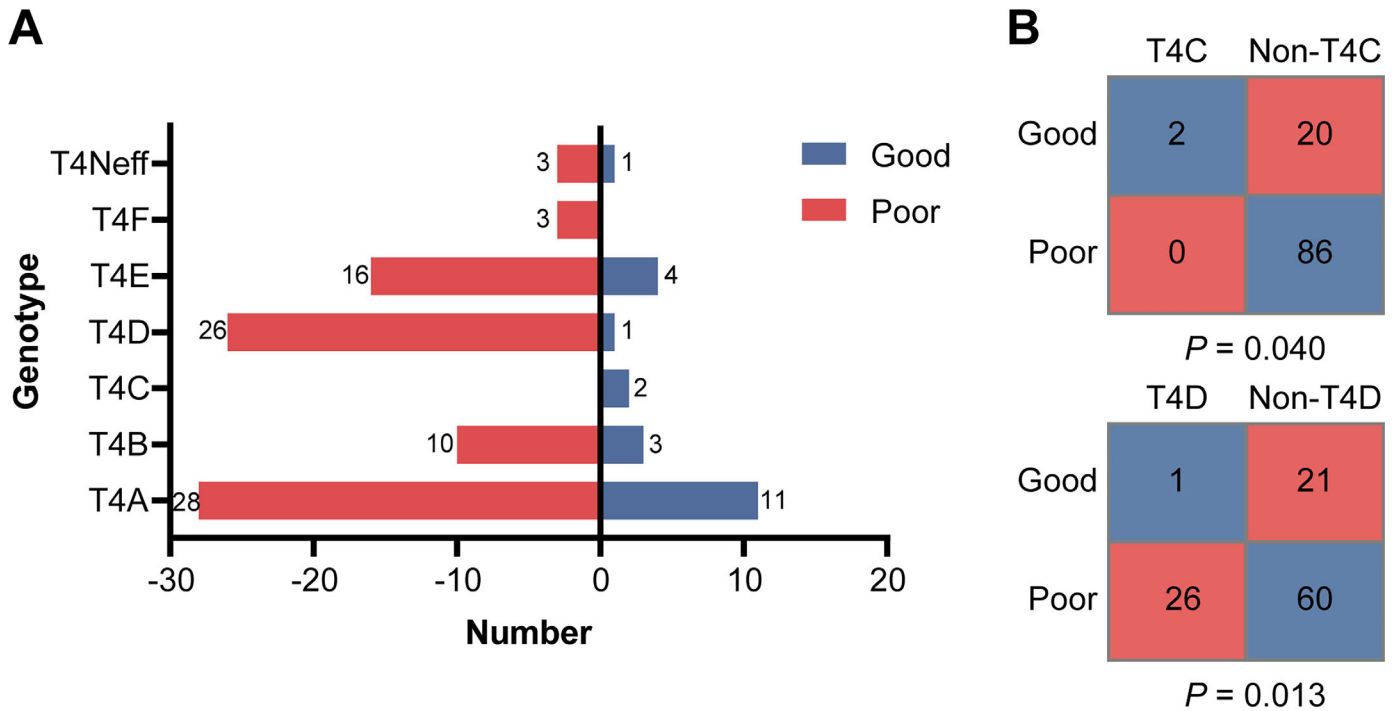 A
T4Neff
3
1
T4F
3
T4E
16
4
T4D
26
1
T4C
2
T4B
10
3
T4A
28
11
Genotype
-30 -20 -10 0 10 20
Number
Good
Poor
B
T4C Non-T4C
Good 2 20
Poor 0 86
P = 0.040
T4D Non-T4D
Good 1 21
Poor 26 60
P = 0.013